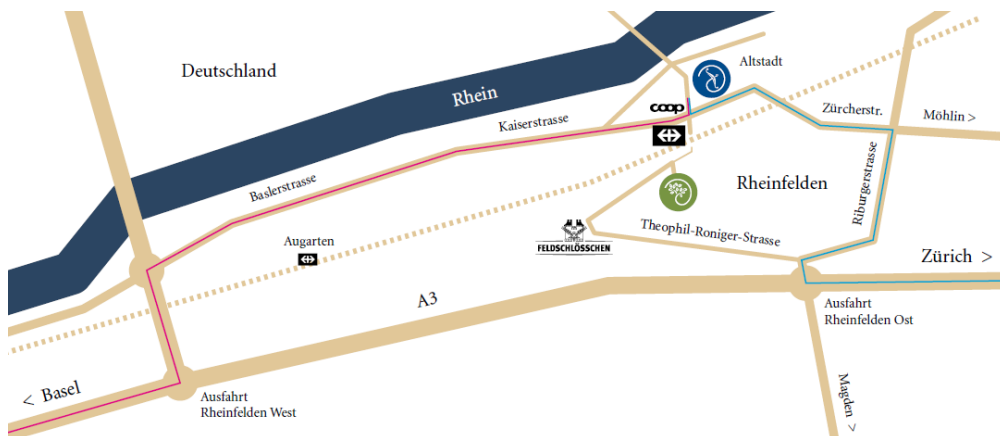 Deutschland
Rhein
Altstadt
coop
Kaiserstrasse
Zürcherstr.
Möhlin >
Baslerstrasse
Riburgerstrasse
Rheinfelden
Augarten
FELDSCHLÖSSCHEN
Theophil-Roniger-Strasse
Zürich >
A3
Ausfahrt
Rheinfelden Ost
< Basel
Ausfahrt
Rheinfelden West
Magden >